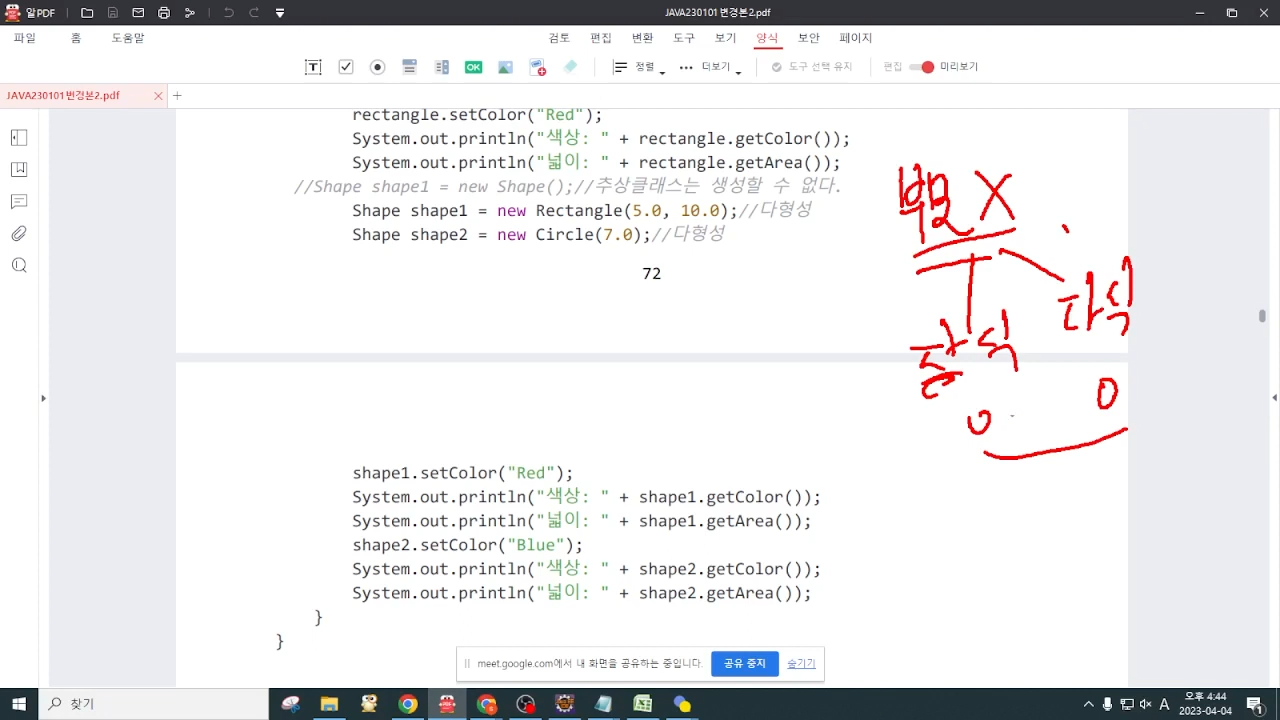 알PDF
JAVA230101변경본2.pdf
파일 홈 도움말 검토 편집 변환 도구 보기 양식 보안 페이지
OK 정렬 더보기 도구 선택 유지 편집 미리보기
JAVA230101변경본2.pdf
rectangle.setColor("Red");
System.out.println("색상: " + rectangle.getColor());
System.out.println("넓이: " + rectangle.getArea());
//Shape shape1 = new Shape();//추상클래스는 생성할 수 없다.
Shape shape1 = new Rectangle(5.0, 10.0);//다형성
Shape shape2 = new Circle(7.0);//다형성
72
부모 X
자식
자식
0
0
shape1.setColor("Red");
System.out.println("색상: " + shape1.getColor());
System.out.println("넓이: " + shape1.getArea());
shape2.setColor("Blue");
System.out.println("색상: " + shape2.getColor());
System.out.println("넓이: " + shape2.getArea());
}
}
meet.google.com에서 내 화면을 공유하는 중입니다. 공유 중지 숨기기
찾기
A 오후 4:44
2023-04-04
1